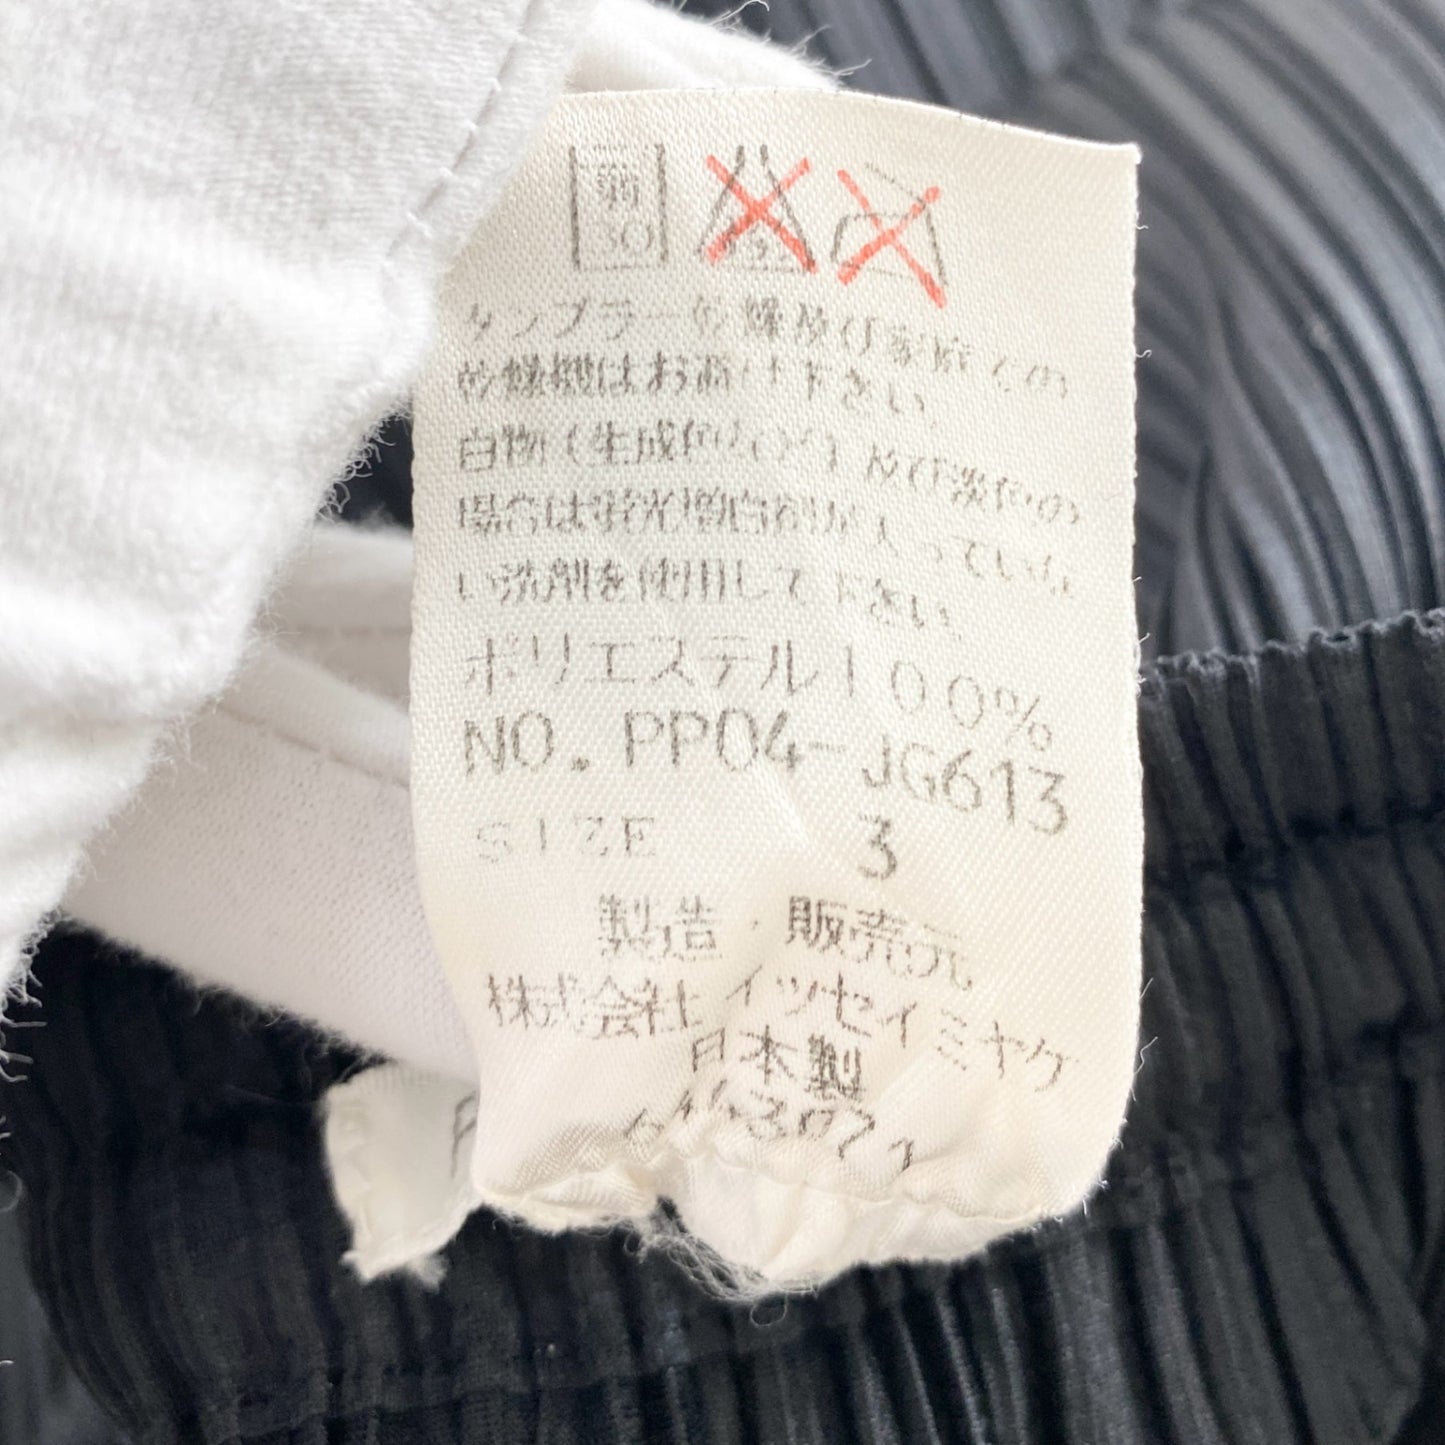 弱
30
タンブラー乾燥及び家庭での
乾燥機はお避け下さい
白物(生成色など)及び淡色の
場合は蛍光増白剤が入っていな
い洗剤を使用して下さい。
ポリエステル100%
NO. PP04-JG613
SIZE 3
製造・販売元
株式会社イッセイミヤケ
日本製